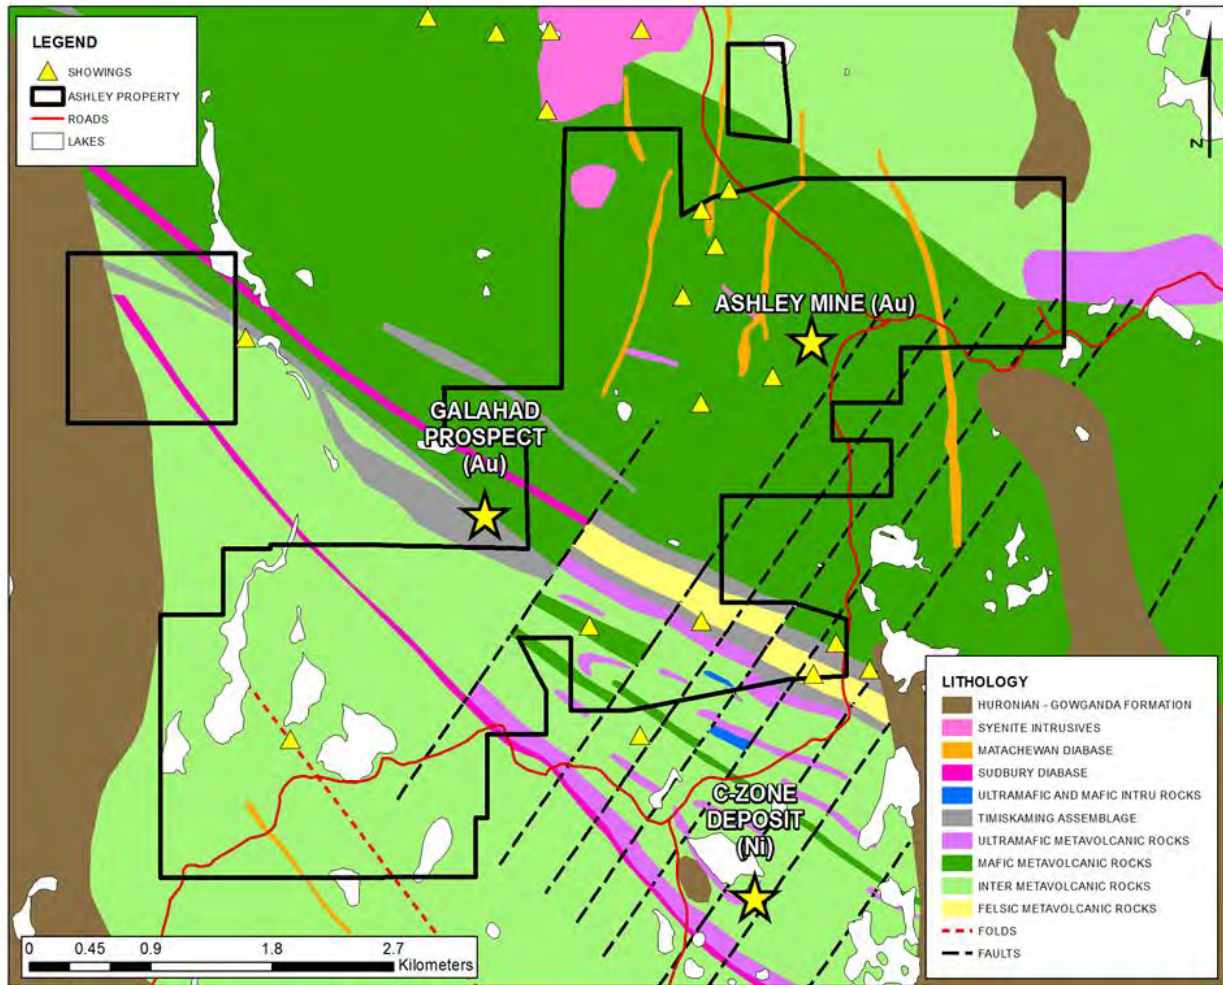 LEGEND
SHOWINGS
ASHLEY PROPERTY
ROADS
LAKES
N
ASHLEY MINE (Au)
GALAHAD
PROSPECT
(Au)
C-ZONE
DEPOSIT
(Ni)
LITHOLOGY
HURONIAN - GOWGANDA FORMATION
SYENITE INTRUSIVES
MATACHEWAN DIABASE
SUDBURY DIABASE
ULTRAMAFIC AND MAFIC INTRU ROCKS
TIMISKAMING ASSEMBLAGE
ULTRAMAFIC METAVOLCANIC ROCKS
MAFIC METAVOLCANIC ROCKS
INTER METAVOLCANIC ROCKS
FELSIC METAVOLCANIC ROCKS
FOLDS
FAULTS
0 0.45 0.9 1.8 2.7
Kilometers